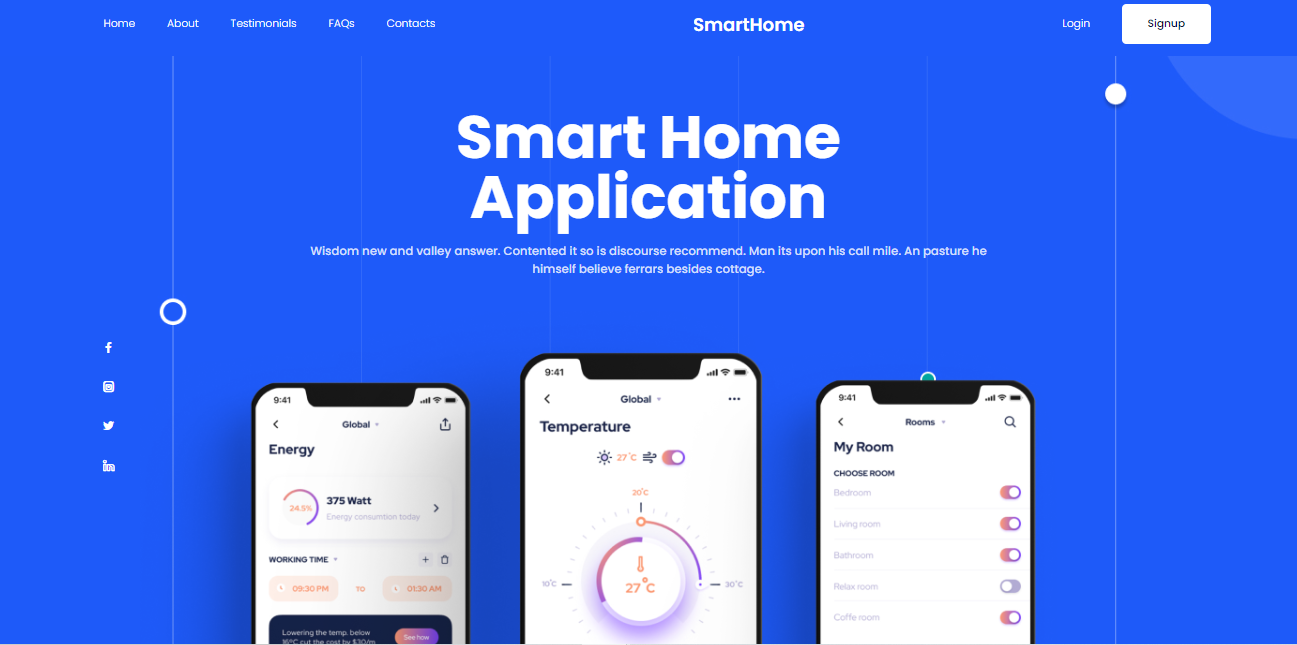 Home About Testimonials FAQs Contacts SmartHome Login Signup
Smart Home
Application
Wisdom new and valley answer. Contented it so is discourse recommend. Man its upon his call mile. An pasture he
himself believe ferrars besides cottage.
9:41
Global
Energy
24.5%
375 Watt
Energy consumtion today
WORKING TIME
09:30 PM TO 01:30 AM
Lowering the temp. below
16°C cut the cost by $30/m
See how
9:41
Global
Temperature
27°C
20°C
10°C
27°C
30°C
9:41
Rooms
My Room
CHOOSE ROOM
Bedroom
Living room
Bathroom
Relax room
Coffe room